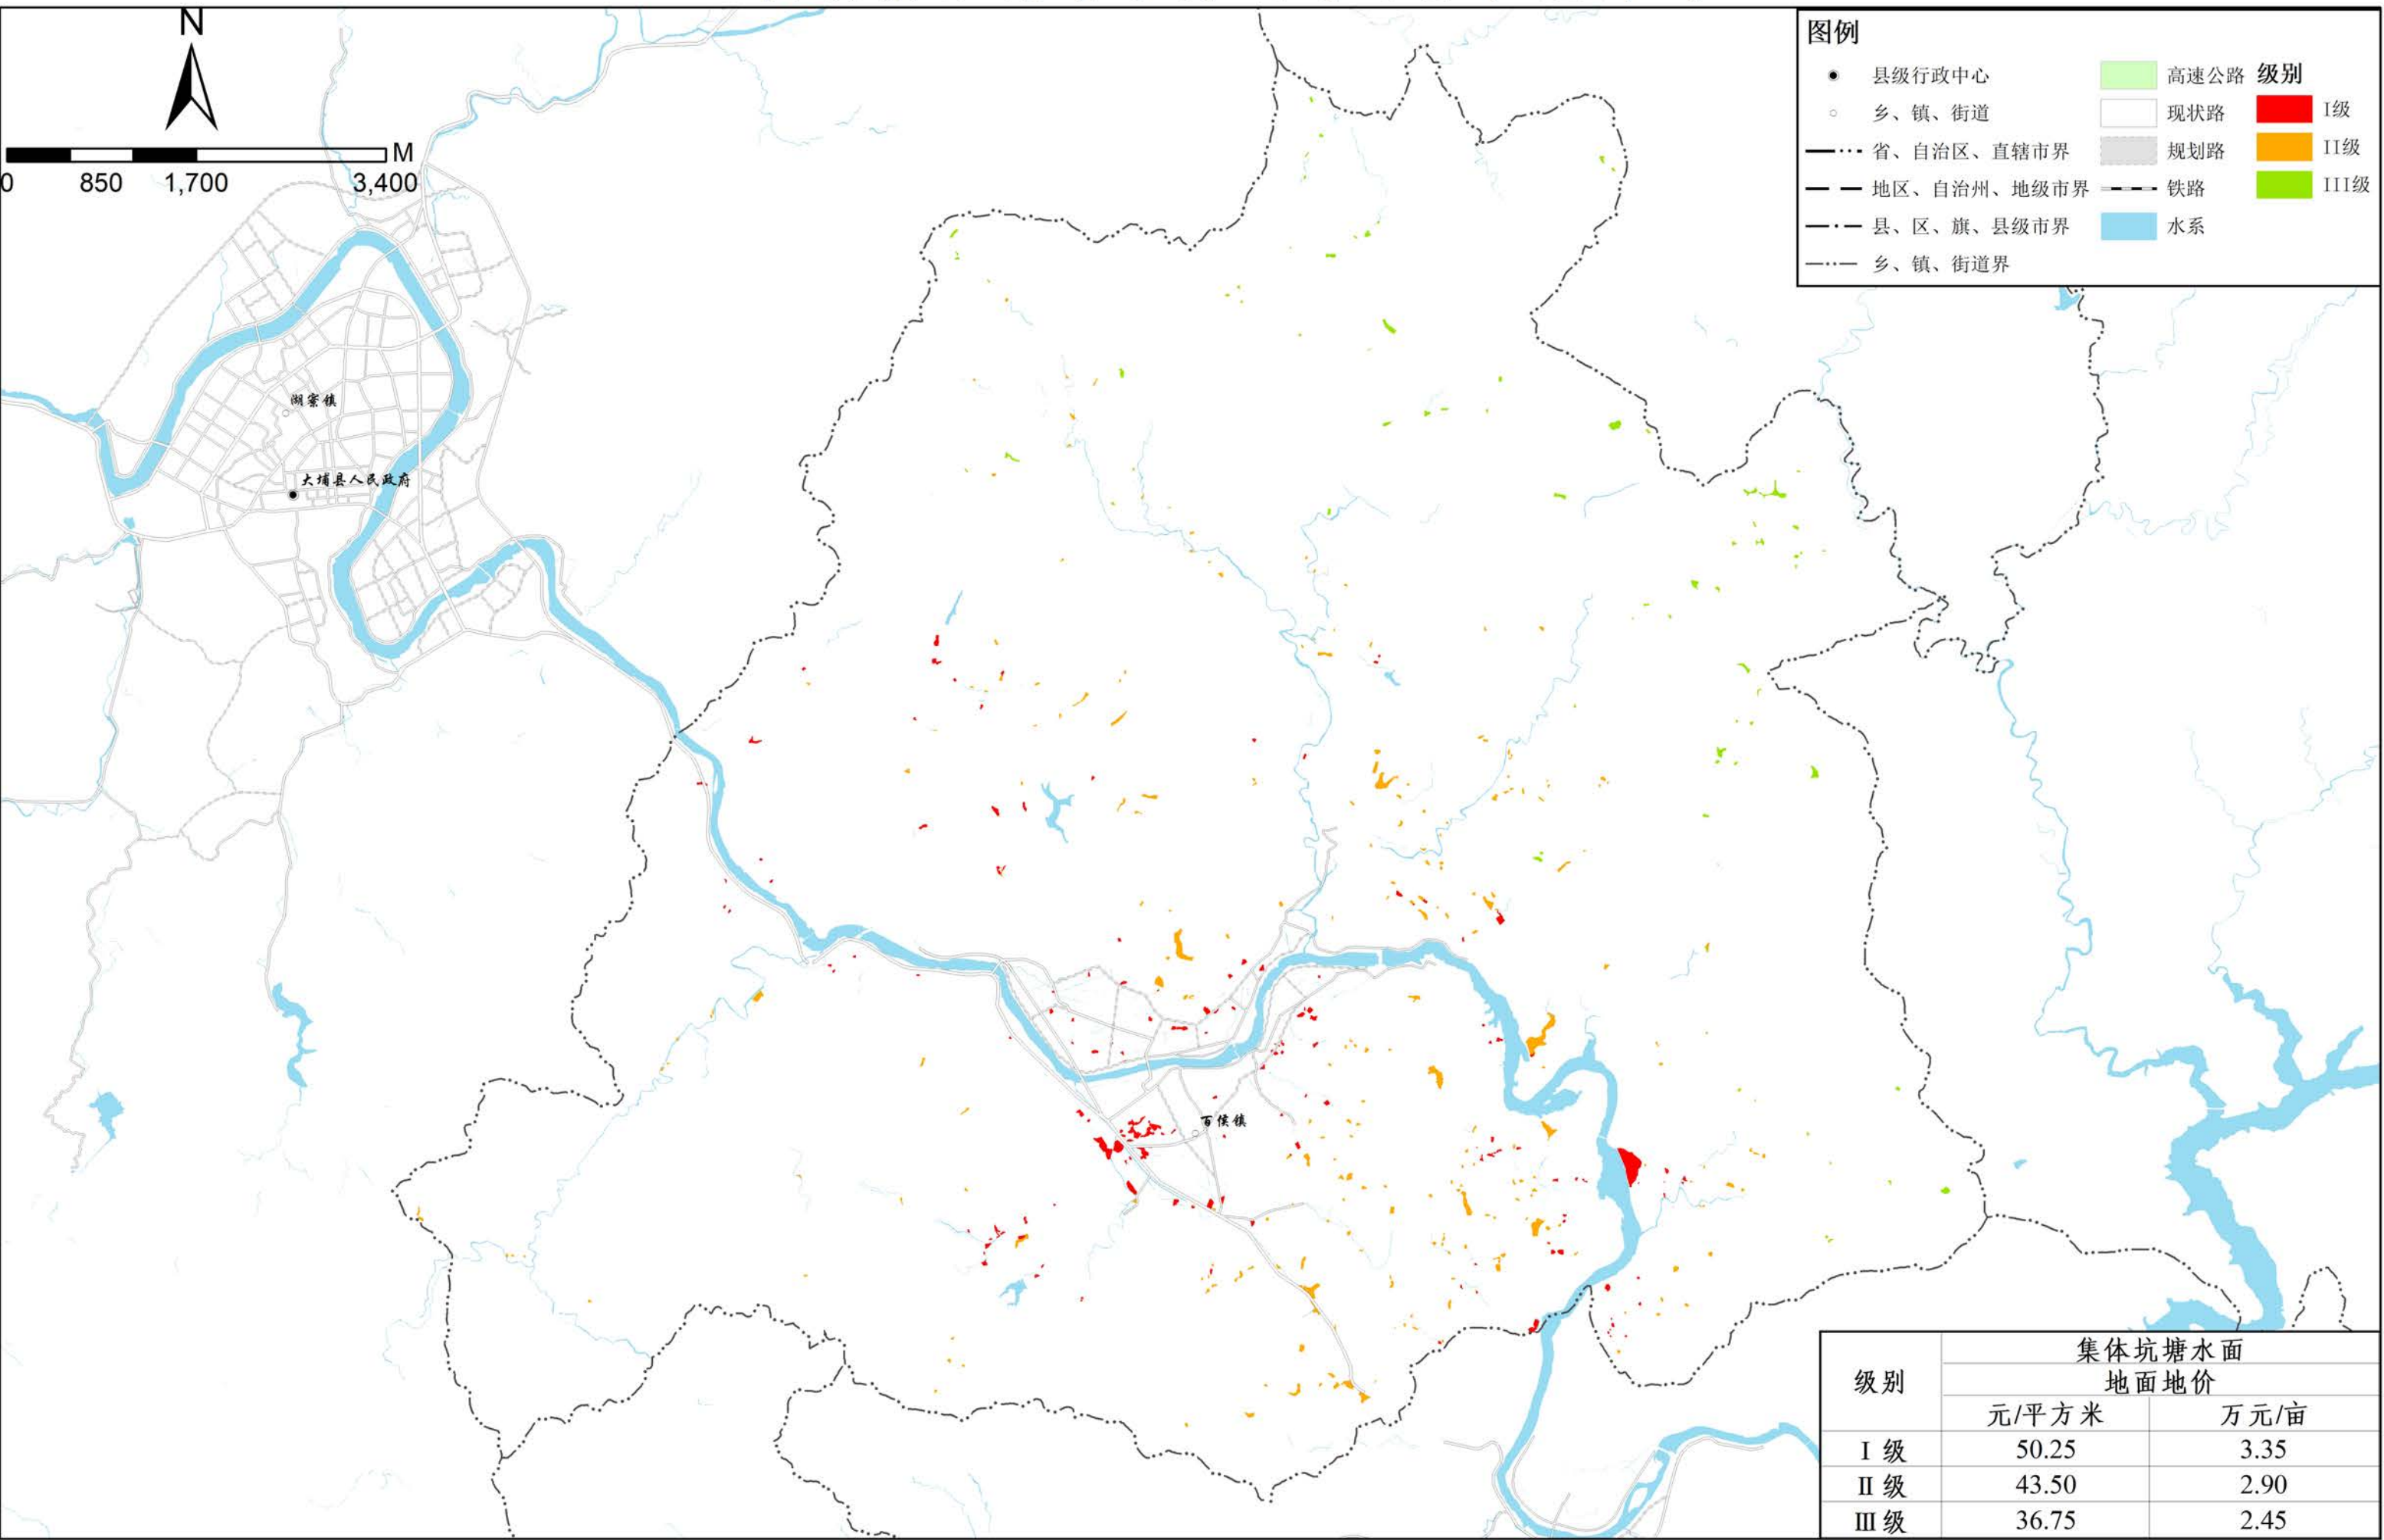 N
M
0 850 1,700 3,400
图例
县级行政中心
乡、镇、街道
省、自治区、直辖市界
地区、自治州、地级市界
县、区、旗、县级市界
乡、镇、街道界
高速公路
现状路
规划路
铁路
水系
级别
I级
II级
III级
湖寮镇
大埔县人民政府
百侯镇
级别 集体坑塘水面
地面地价
元/平方米 万元/亩
I 级 50.25 3.35
II 级 43.50 2.90
III 级 36.75 2.45